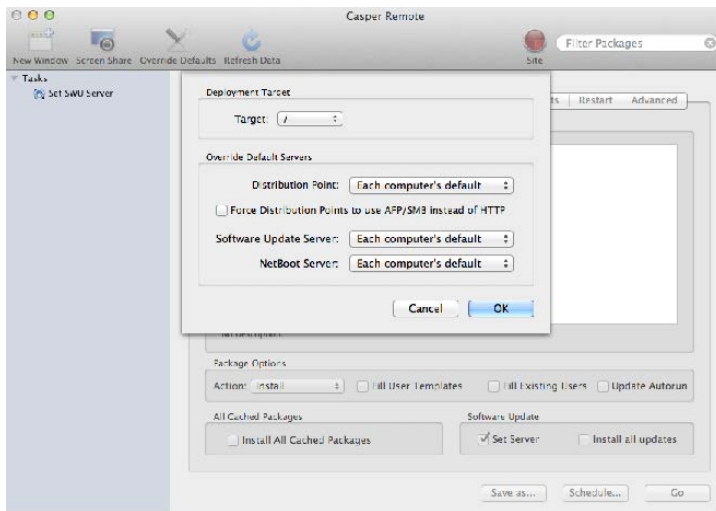 Casper Remote
New Window Screen Share Override Defaults Refresh Data Site Filter Packages
Tasks
Set SWU Server
Deployment Target
Target: /
Restart Advanced
Override Default Servers
Distribution Point: Each computer's default
Force Distribution Points to use AFP/SMB instead of HTTP
Software Update Server: Each computer's default
NetBoot Server: Each computer's default
Cancel OK
Package Options
Action: Install Fill User Templates Fill Existing Users Update Autorun
All Cached Packages Software Update
Install All Cached Packages Set Server Install all updates
Save as... Schedule... Go